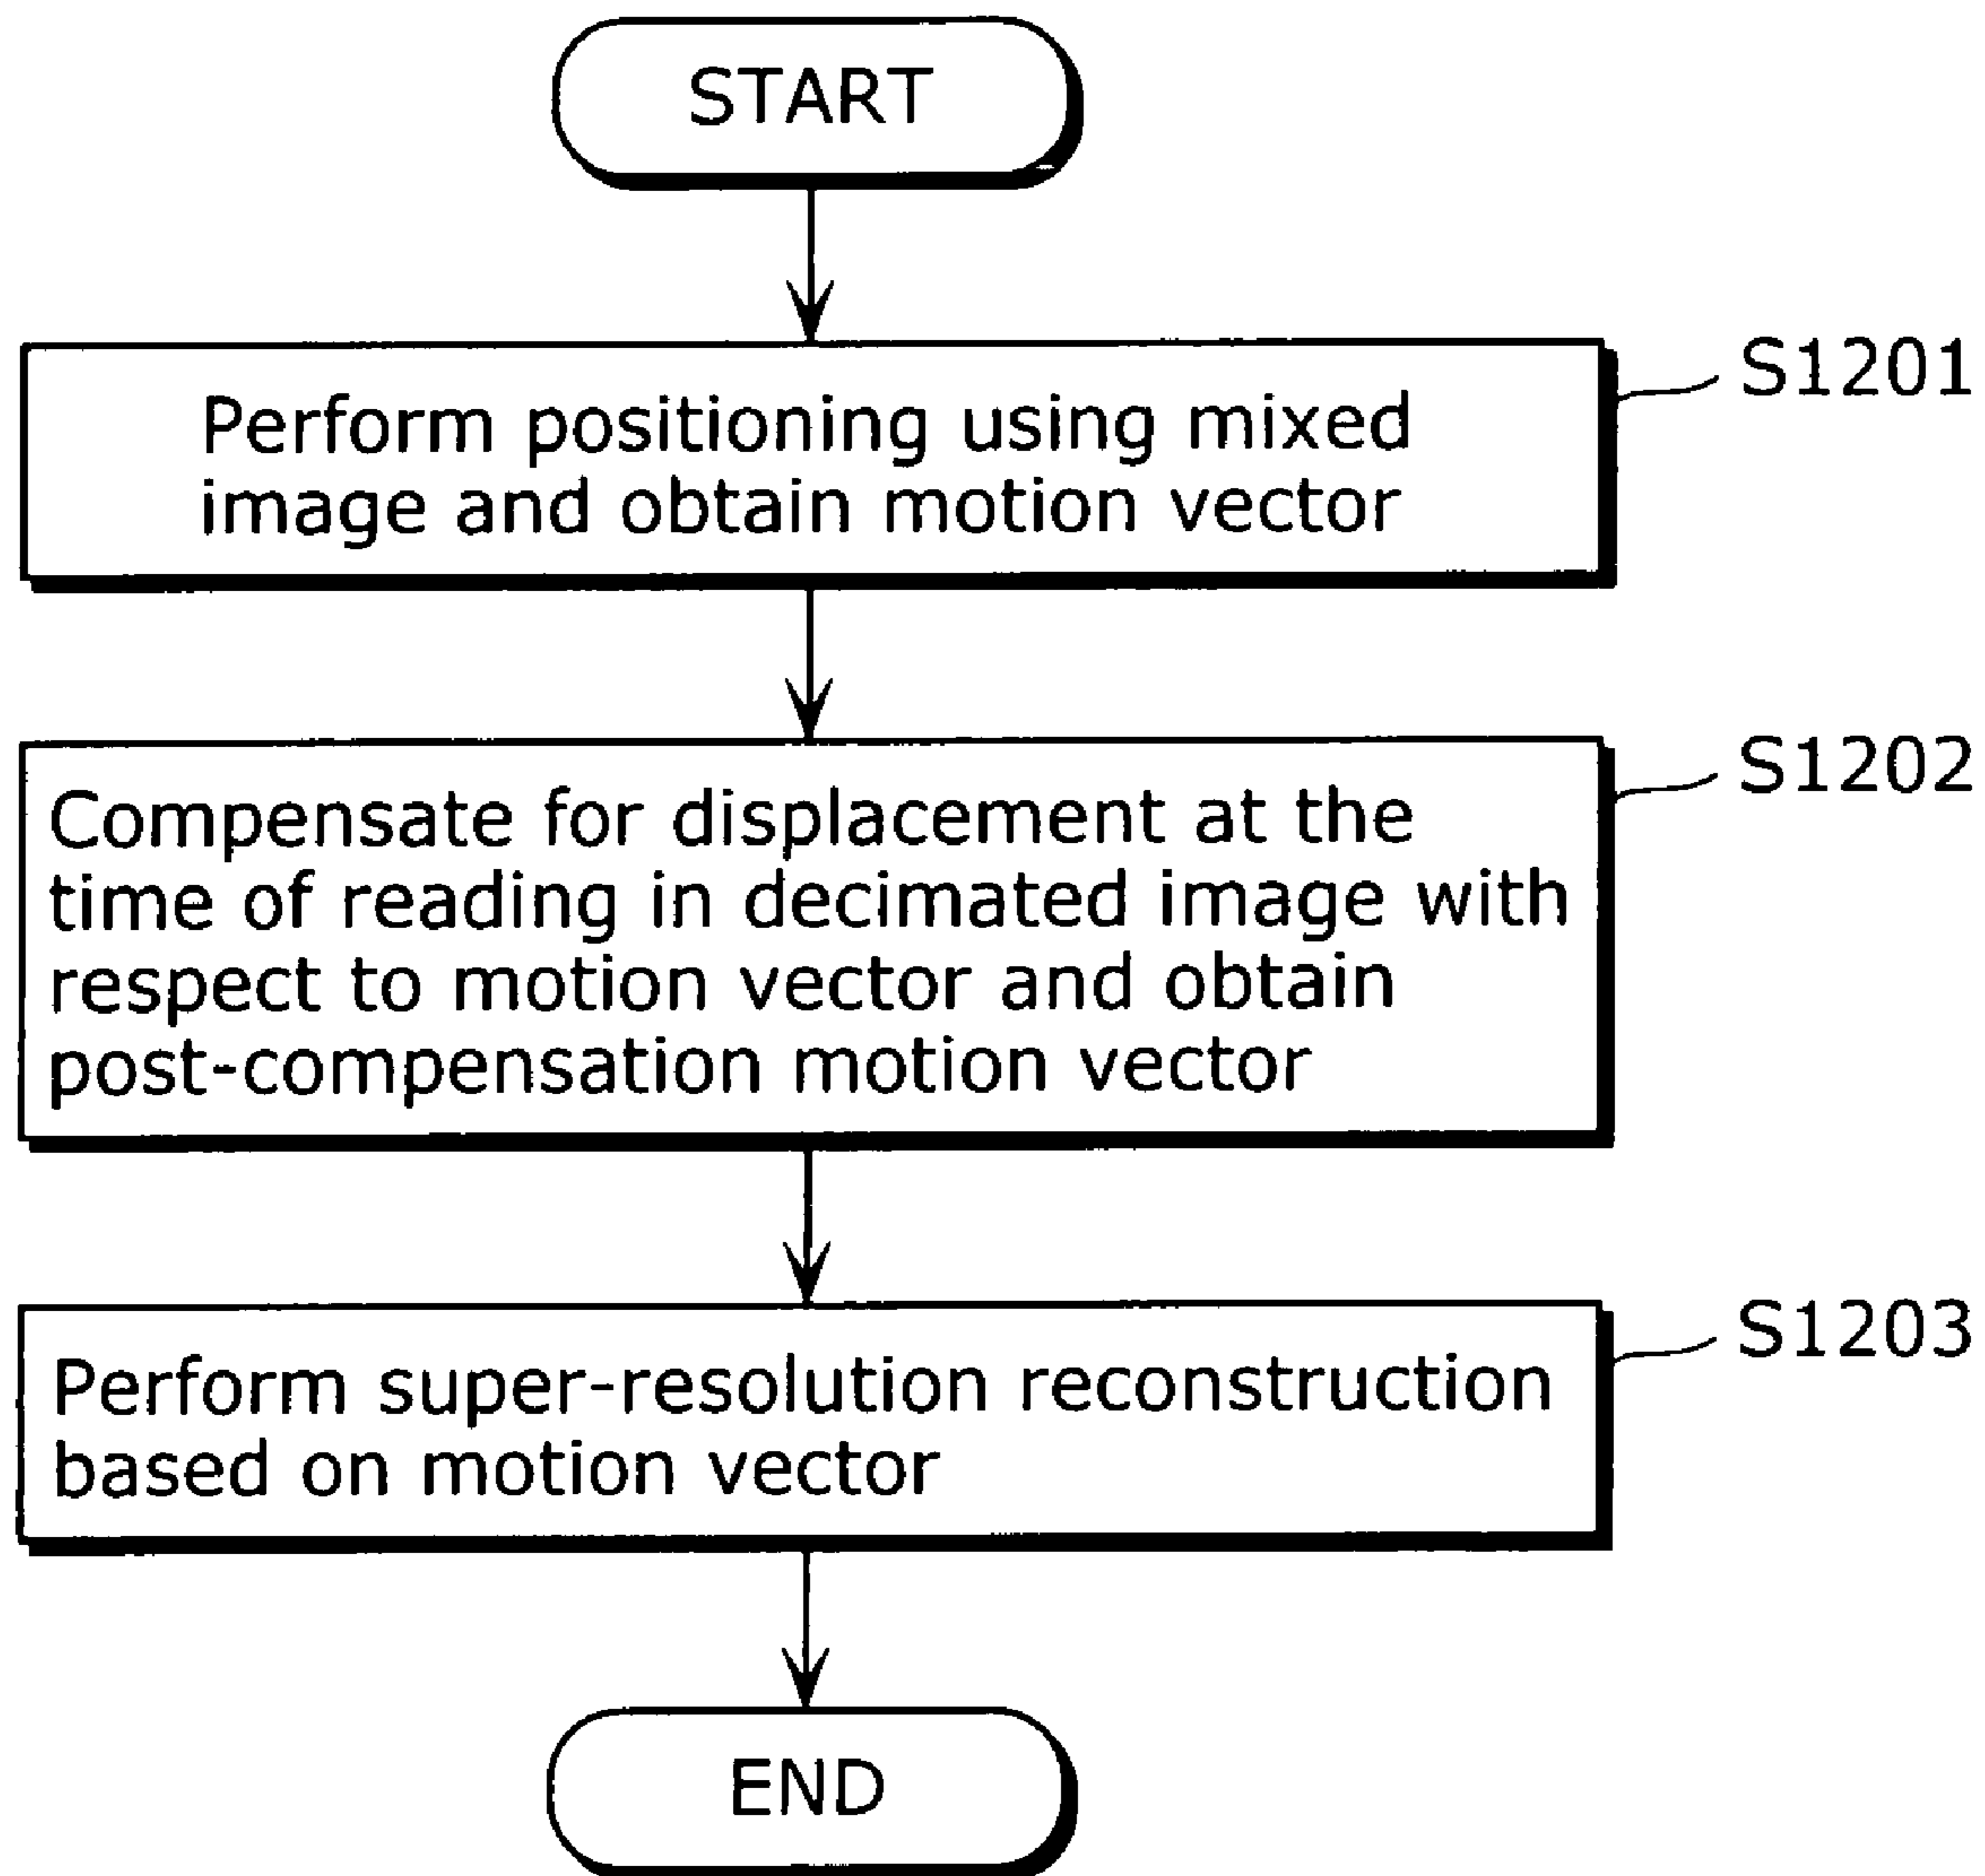 START
S1201
Perform positioning using mixed
image and obtain motion vector
S1202
Compensate for displacement at the
time of reading in decimated image with
respect to motion vector and obtain
post-compensation motion vector
S1203
Perform super-resolution reconstruction
based on motion vector
END